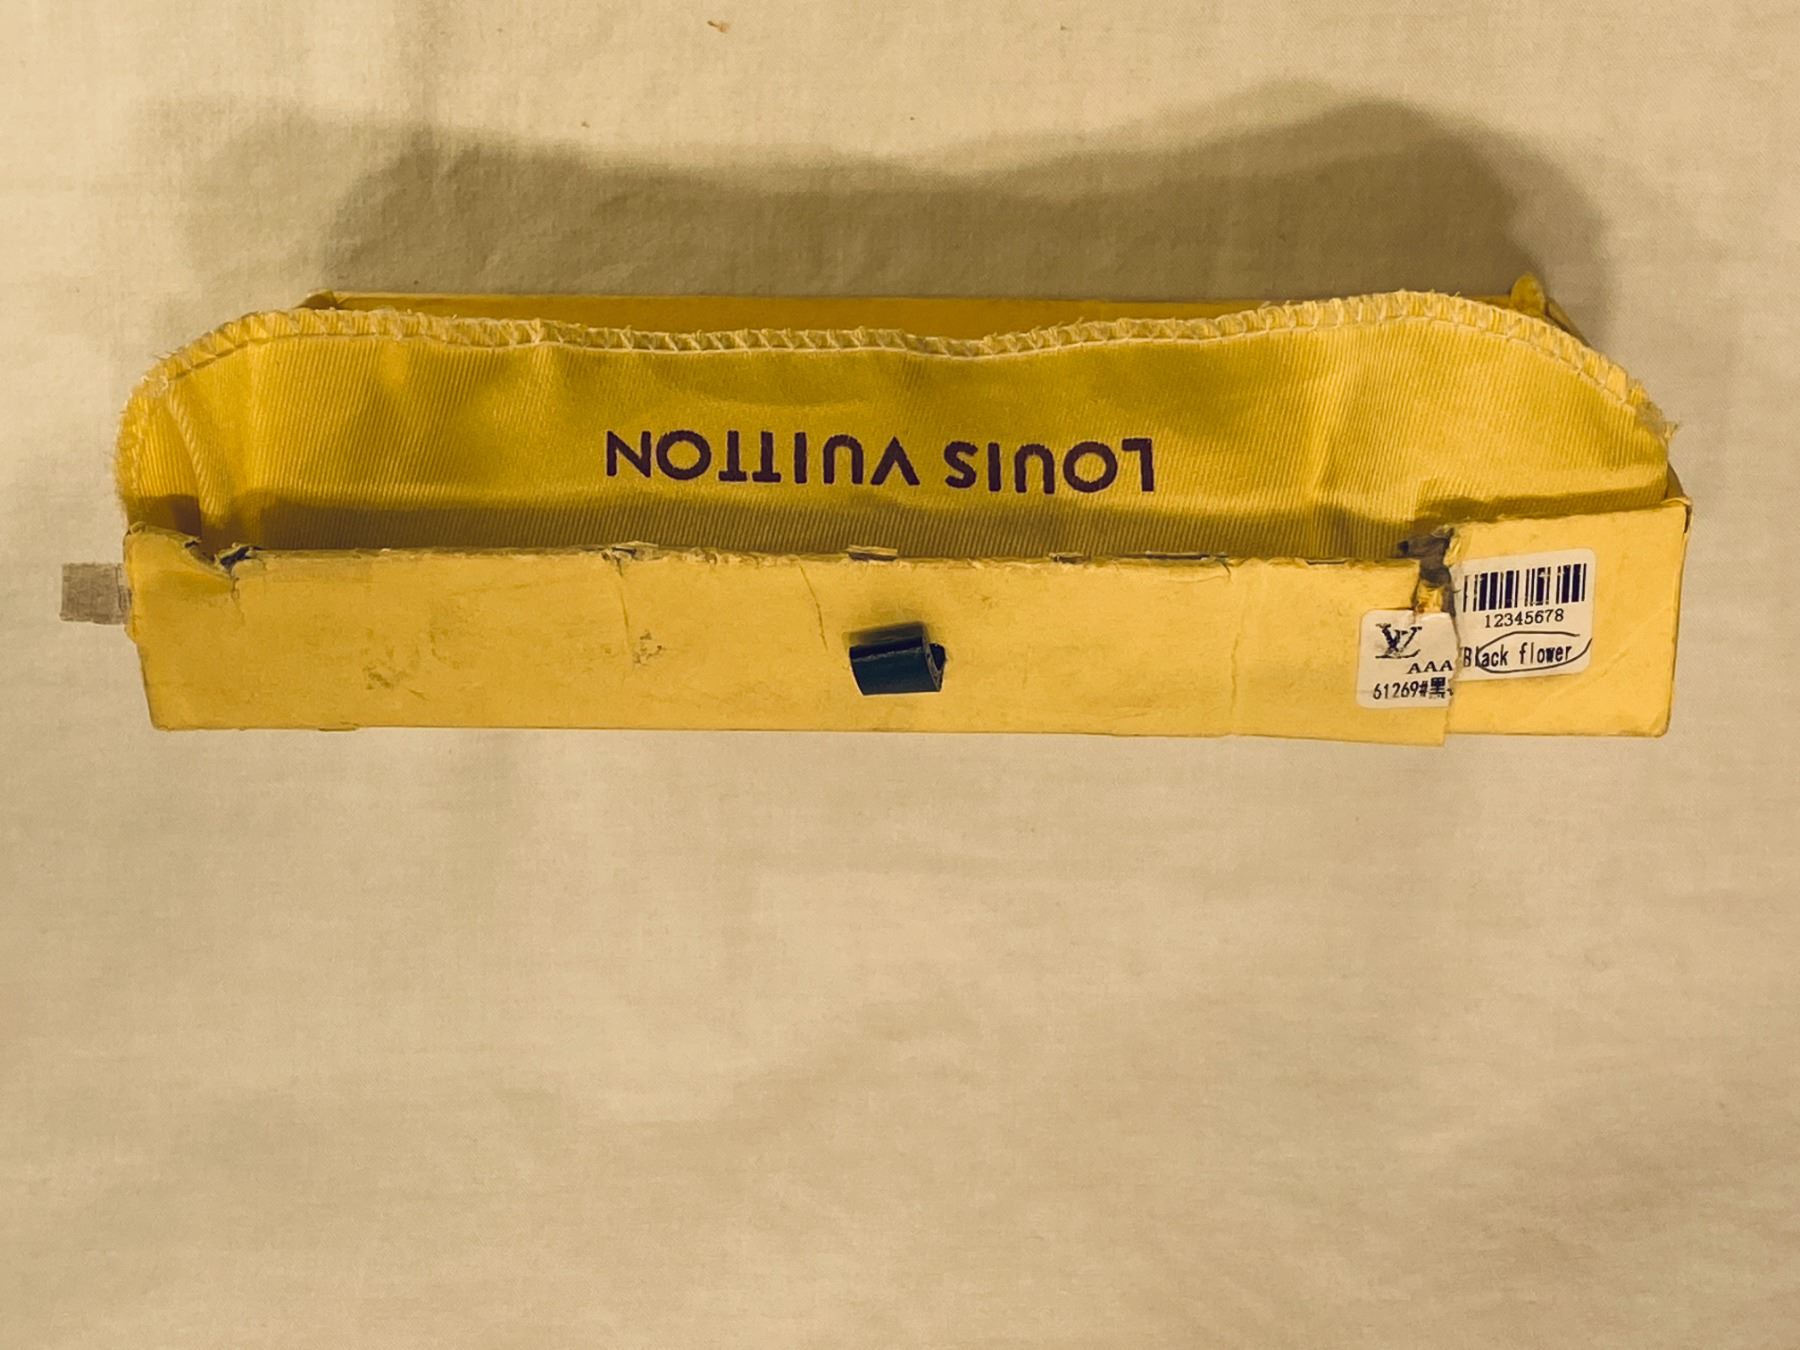 LOUIS VUITTON
12345678
LV
AAA
Black flower
61269#黑